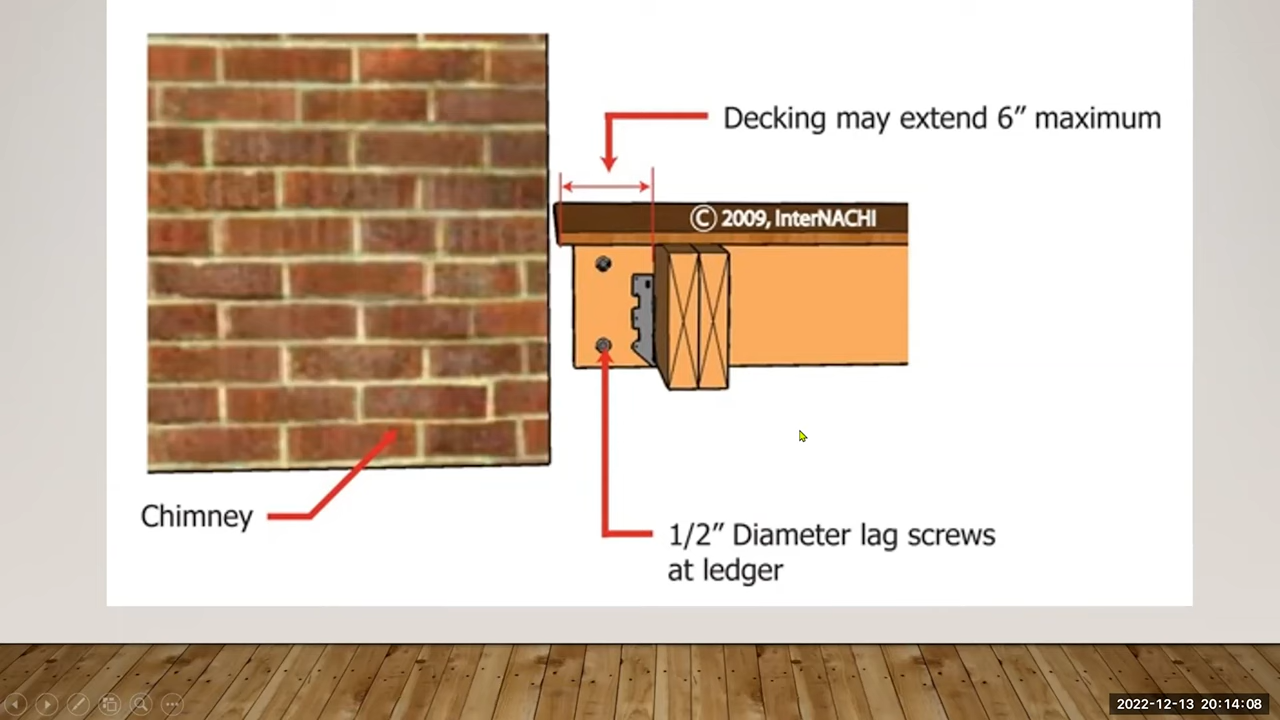 Decking may extend 6” maximum
© 2009, InterNACHI
Chimney
1/2” Diameter lag screws
at ledger
2022-12-13 20:14:08